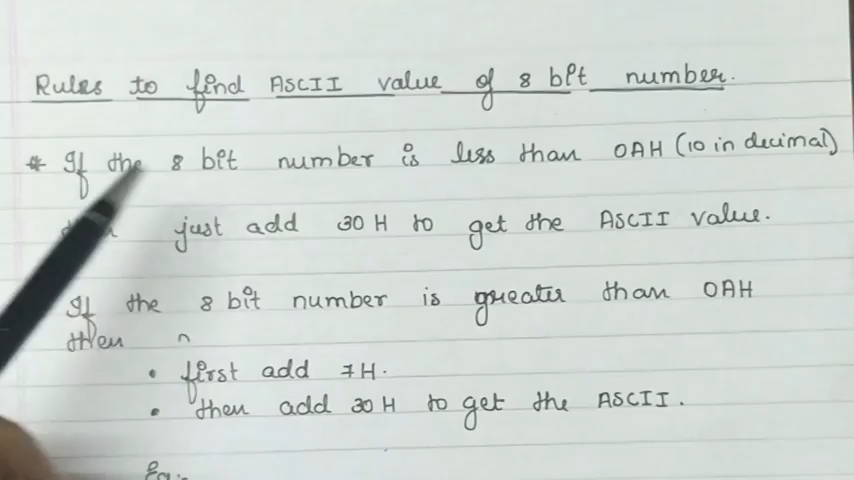 Rules to find ASCII value of 8 bit number.
* If the 8 bit number is less than 0AH (10 in decimal)
just add 30 H to get the ASCII value.
If the 8 bit number is greater than 0AH
then
• first add 7H.
• then add 30 H to get the ASCII.
Eg:-